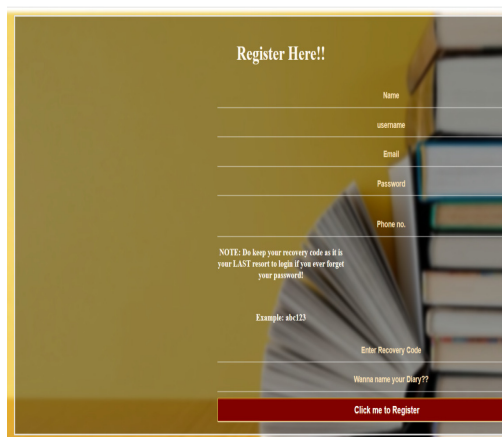 Register Here!!
Name
username
Email
Password
Phone no.
NOTE: Do keep your recovery code as it is
your LAST resort to login if you ever forget
your password!
Example: abc123
Enter Recovery Code
Wanna name your Diary??
Click me to Register